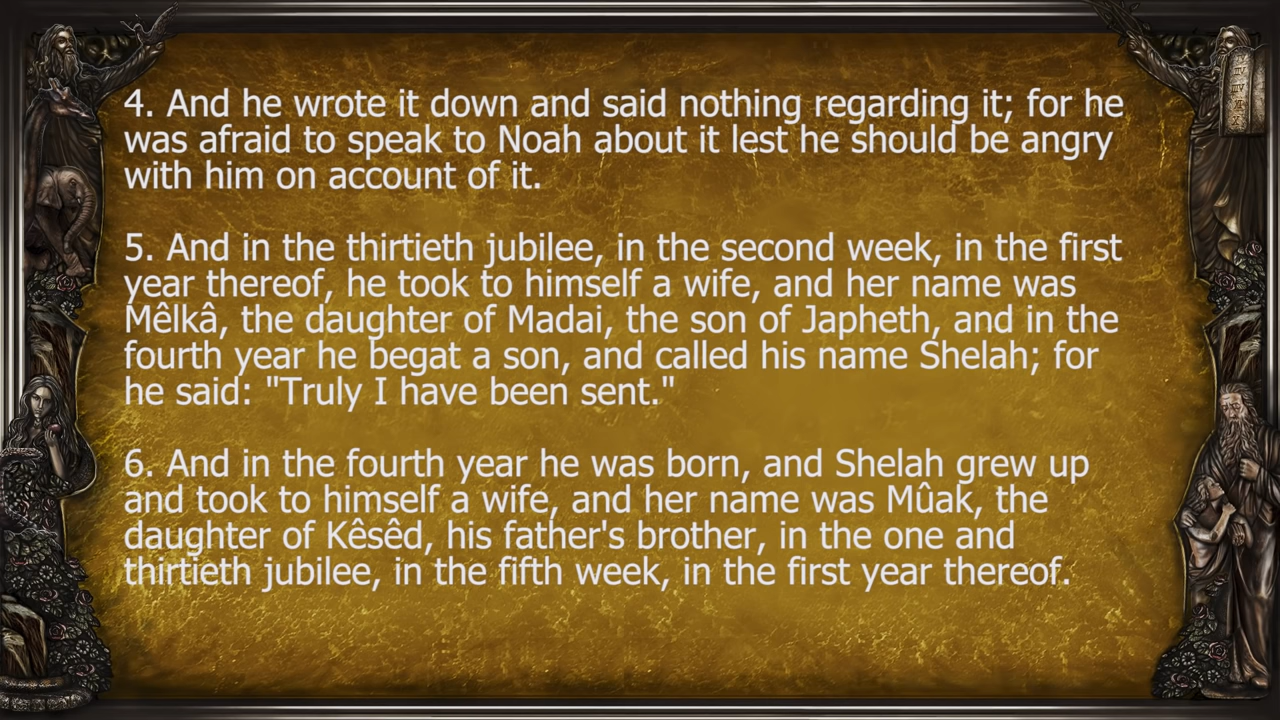 4. And he wrote it down and said nothing regarding it; for he
was afraid to speak to Noah about it lest he should be angry
with him on account of it.
5. And in the thirtieth jubilee, in the second week, in the first
year thereof, he took to himself a wife, and her name was
Mêlkâ, the daughter of Madai, the son of Japheth, and in the
fourth year he begat a son, and called his name Shelah; for
he said: "Truly I have been sent."
6. And in the fourth year he was born, and Shelah grew up
and took to himself a wife, and her name was Mûak, the
daughter of Kêsêd, his father's brother, in the one and
thirtieth jubilee, in the fifth week, in the first year thereof.